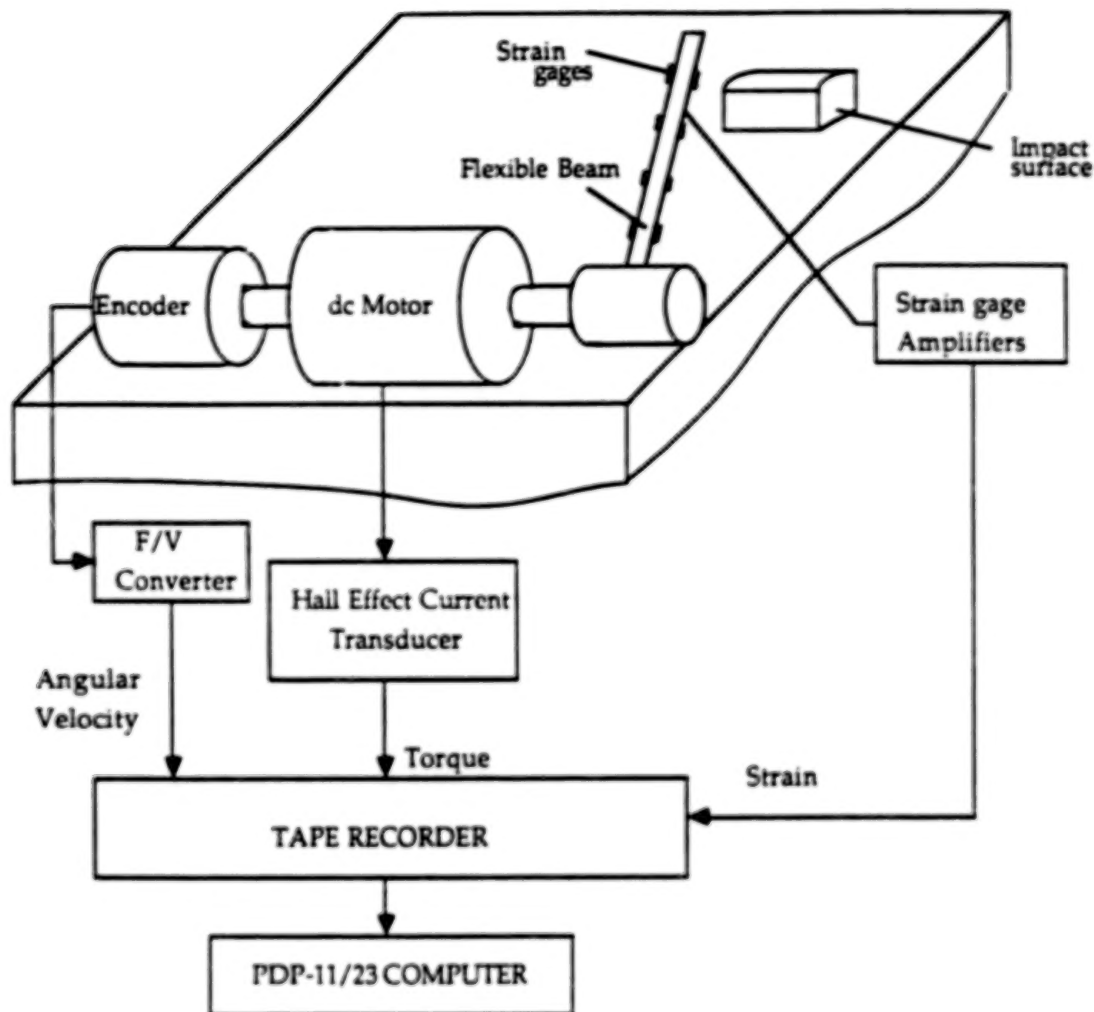 Strain
gages
Impact
surface
Flexible Beam
Encoder
dc Motor
Strain gage
Amplifiers
F/V
Converter
Hall Effect Current
Transducer
Angular
Velocity
Torque
Strain
TAPE RECORDER
PDP-11/23 COMPUTER